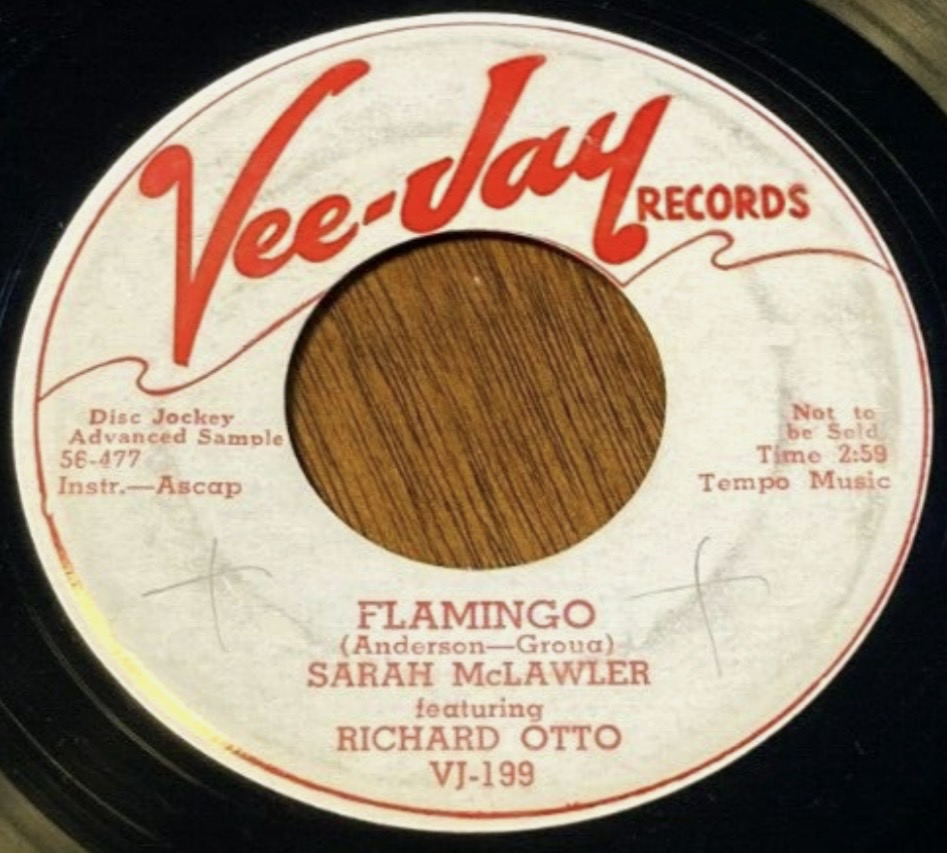 Vee-Jay RECORDS
Disc Jockey
Advanced Sample
56-477
Instr.—Ascap
Not to
be Sold
Time 2:59
Tempo Music
FLAMINGO
(Anderson—Groua)
SARAH McLAWLER
featuring
RICHARD OTTO
VJ-199